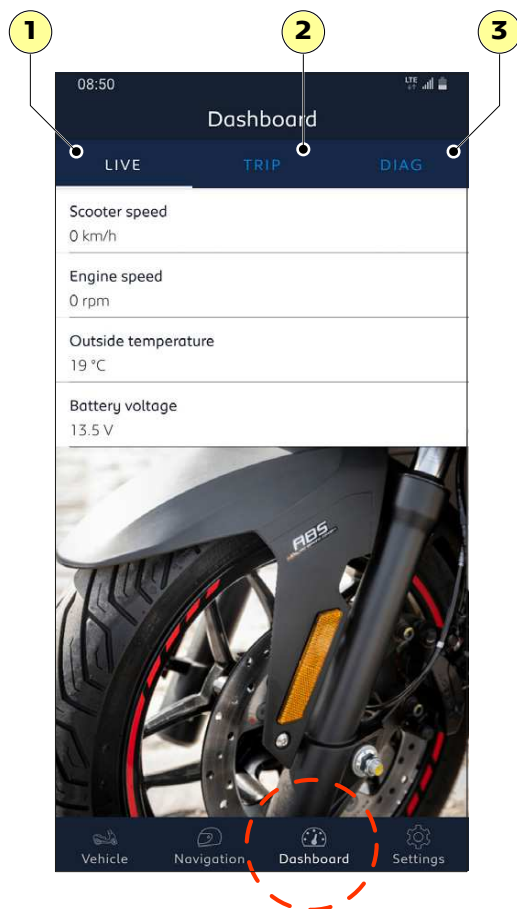 1 2 3
08:50 LTE
Dashboard
LIVE TRIP DIAG
Scooter speed
0 km/h
Engine speed
0 rpm
Outside temperature
19 °C
Battery voltage
13.5 V
ABS
Vehicle Navigation Dashboard Settings